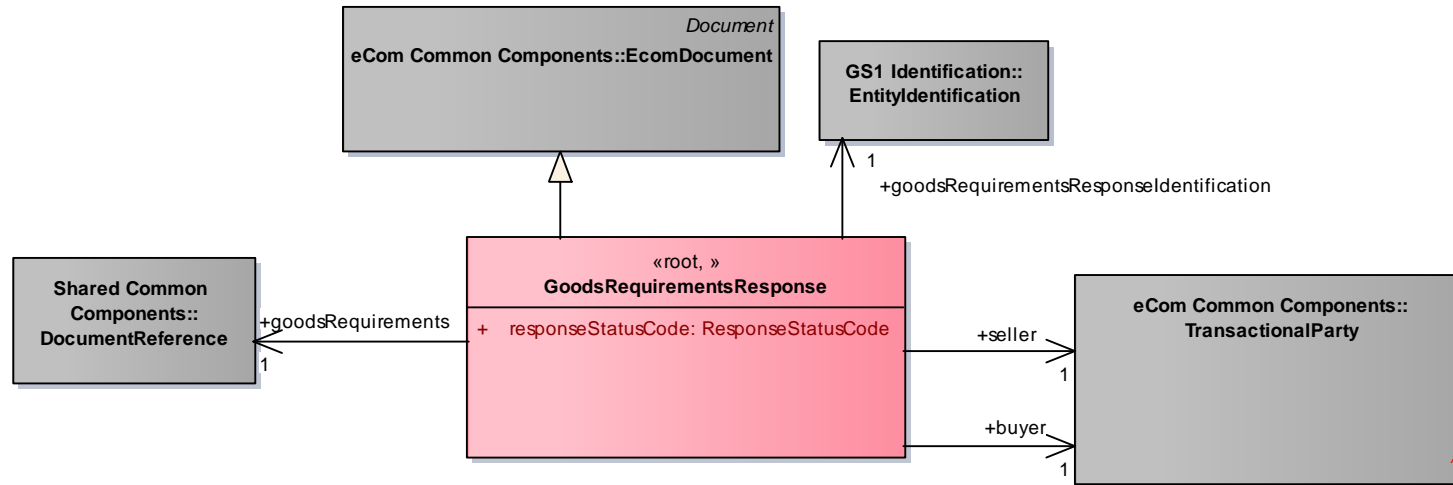 Document
eCom Common Components::EcomDocument
GS1 Identification::
EntityIdentification
1
+goodsRequirementsResponseIdentification
«root, »
GoodsRequirementsResponse
+ responseStatusCode: ResponseStatusCode
Shared Common
Components::
DocumentReference
+goodsRequirements
1
eCom Common Components::
TransactionalParty
+seller
1
+buyer
1